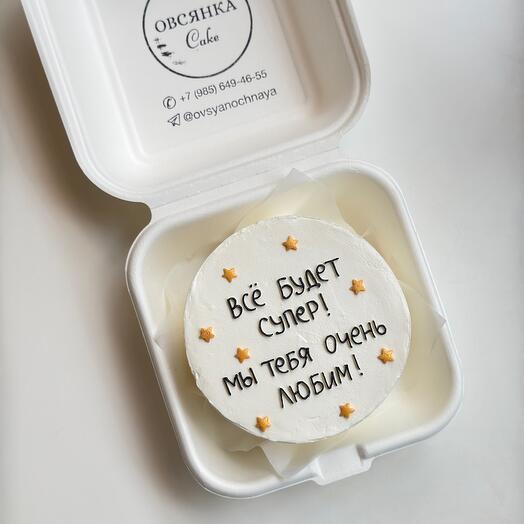 ОВСЯНКА
Cake
+7 (985) 649-46-55
@ovsyanochnaya
ВСЁ БУДЕТ
СУПЕР!
МЫ ТЕБЯ ОЧЕНЬ
ЛЮБИМ!